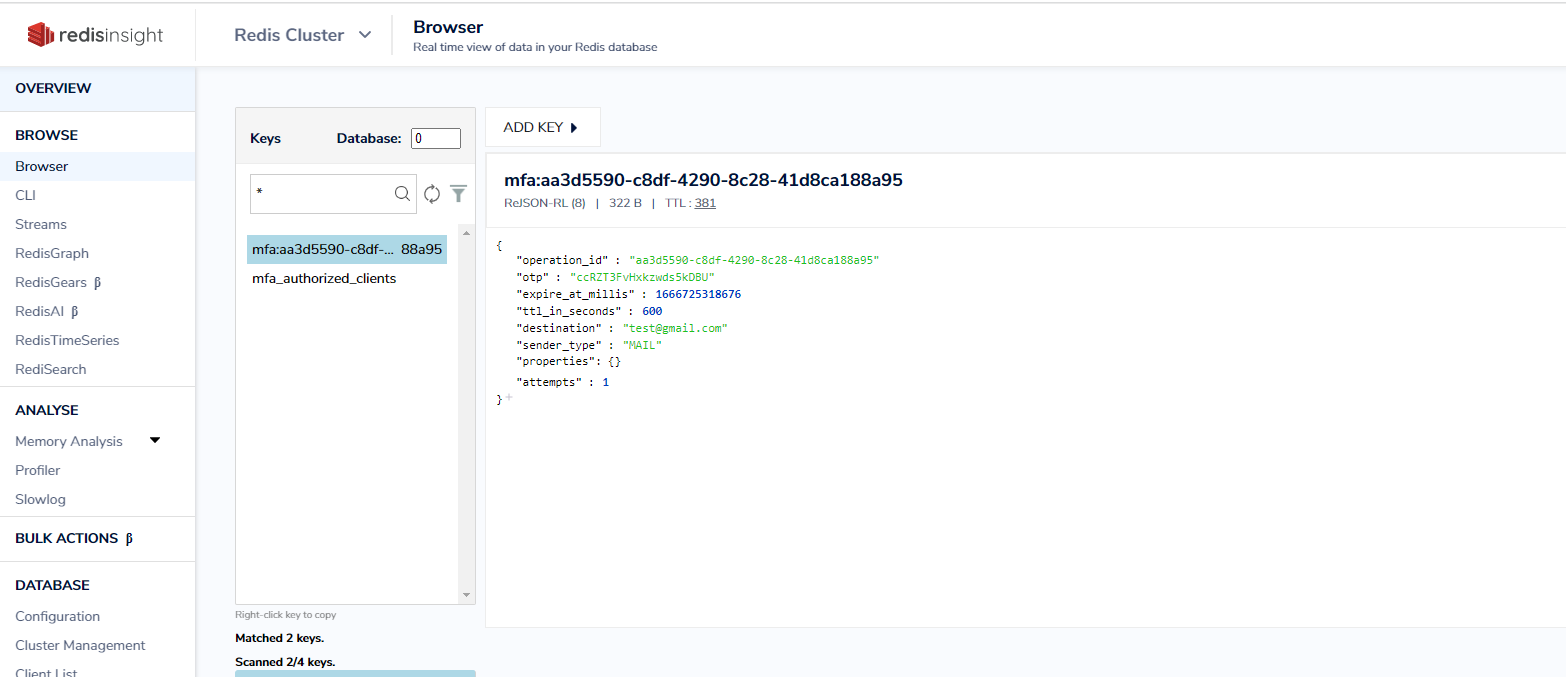 redisinsight
Redis Cluster
Browser
Real time view of data in your Redis database
OVERVIEW
BROWSE
Browser
CLI
Streams
RedisGraph
RedisGears β
RedisAI β
RedisTimeSeries
RediSearch
ANALYSE
Memory Analysis
Profiler
Slowlog
BULK ACTIONS β
DATABASE
Configuration
Cluster Management
Client List
Keys Database: 0
*
mfa:aa3d5590-c8df-... 88a95
mfa_authorized_clients
Right-click key to copy
Matched 2 keys.
Scanned 2/4 keys.
ADD KEY
mfa:aa3d5590-c8df-4290-8c28-41d8ca188a95
ReJSON-RL (8) | 322 B | TTL : 381
{
"operation_id" : "aa3d5590-c8df-4290-8c28-41d8ca188a95"
"otp" : "ccRZT3FvHxkzwds5kDBU"
"expire_at_millis" : 1666725318676
"ttl_in_seconds" : 600
"destination" : "test@gmail.com"
"sender_type" : "MAIL"
"properties": {}
"attempts" : 1
} +